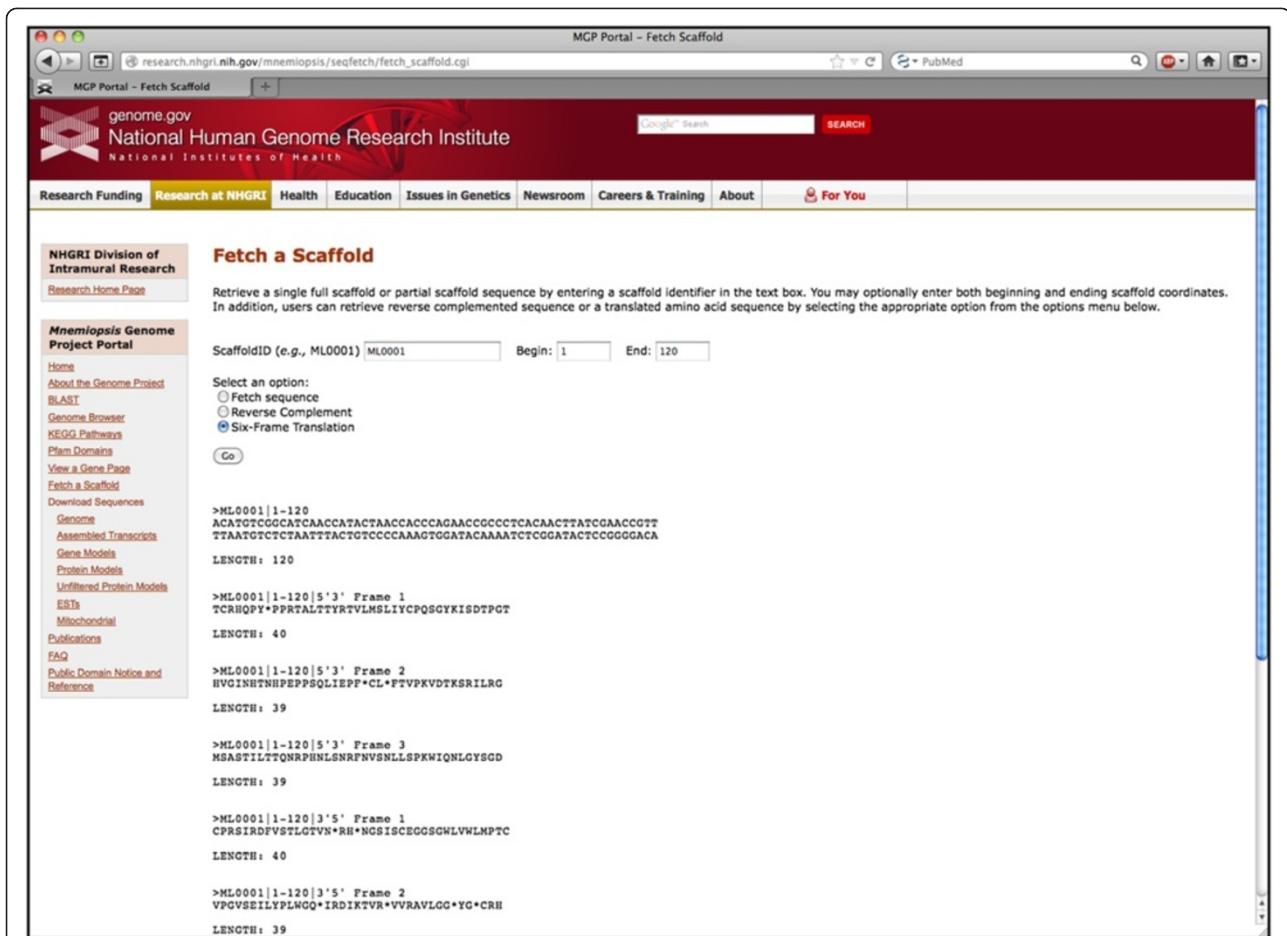 MGP Portal – Fetch Scaffold
research.nhgri.nih.gov/mnemiopsis/seqfetch/fetch_scaffold.cgi
PubMed
MGP Portal – Fetch Scaffold
genome.gov
National Human Genome Research Institute
National Institutes of Health
Google™ Search
SEARCH
Research Funding
Research at NHGRI
Health
Education
Issues in Genetics
Newsroom
Careers & Training
About
For You
NHGRI Division of
Intramural Research
Research Home Page
Mnemiopsis Genome
Project Portal
Home
About the Genome Project
BLAST
Genome Browser
KEGG Pathways
Pfam Domains
View a Gene Page
Fetch a Scaffold
Download Sequences
Genome
Assembled Transcripts
Gene Models
Protein Models
Unfiltered Protein Models
ESTs
Mitochondrial
Publications
FAQ
Public Domain Notice and
Reference
Fetch a Scaffold
Retrieve a single full scaffold or partial scaffold sequence by entering a scaffold identifier in the text box. You may optionally enter both beginning and ending scaffold coordinates.
In addition, users can retrieve reverse complemented sequence or a translated amino acid sequence by selecting the appropriate option from the options menu below.
ScaffoldID (e.g., ML0001) ML0001 Begin: 1 End: 120
Select an option:
Fetch sequence
Reverse Complement
Six-Frame Translation
Go
>ML0001|1-120
ACATGTCGGCATCAACCATACTAACCACCCAGAACCGCCCTCACAACTTATCGAACCGTT
TTAATGTCTCTAATTTACTGTCCCCAAAGTGGATACAAAATCTCGGATACTCCGGGGACA
LENGTH: 120
>ML0001|1-120|5'3' Frame 1
TCRHQPY*PPRTALTTYRTVLMSLIYCPQSGYKISDTPGT
LENGTH: 40
>ML0001|1-120|5'3' Frame 2
HVGINHTNHPEPPSQLIEPF*CL*FTVPKVDTKSRILRG
LENGTH: 39
>ML0001|1-120|5'3' Frame 3
MSASTILTTQNRPHNLSNRFNVSNLLSPKWIQNLGYSGD
LENGTH: 39
>ML0001|1-120|3'5' Frame 1
CPRSIRDFVSTLGTVN*RH*NGSISCEGGSGWLVWLMPTC
LENGTH: 40
>ML0001|1-120|3'5' Frame 2
VPGVSEILYPLWGQ*IRDIKTVR*VVRAVLGG*YG*CRH
LENGTH: 39